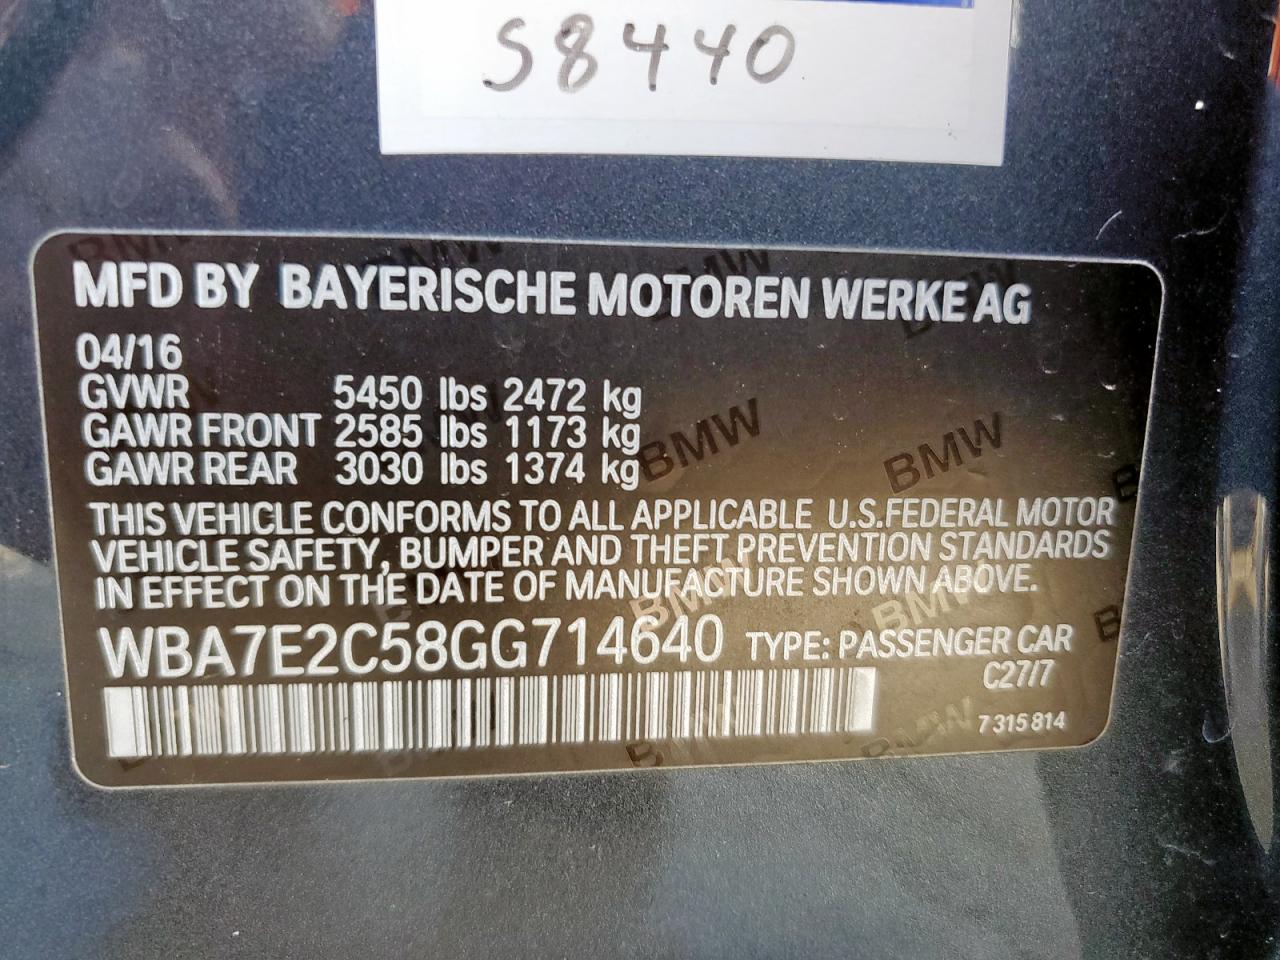 S8440
MFD BY BAYERISCHE MOTOREN WERKE AG
04/16
GVWR 5450 lbs 2472 kg
GAWR FRONT 2585 lbs 1173 kg
GAWR REAR 3030 lbs 1374 kg
THIS VEHICLE CONFORMS TO ALL APPLICABLE U.S.FEDERAL MOTOR
VEHICLE SAFETY, BUMPER AND THEFT PREVENTION STANDARDS
IN EFFECT ON THE DATE OF MANUFACTURE SHOWN ABOVE.
WBA7E2C58GG714640 TYPE: PASSENGER CAR
C27/7
7 315 814